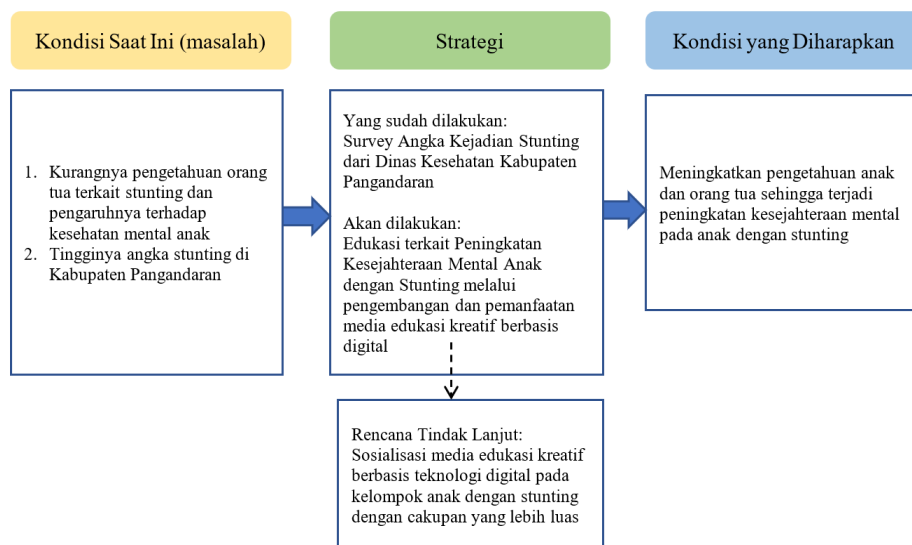 Kondisi Saat Ini (masalah)
Strategi
Kondisi yang Diharapkan
1. Kurangnya pengetahuan orang
tua terkait stunting dan
pengaruhnya terhadap
kesehatan mental anak
2. Tingginya angka stunting di
Kabupaten Pangandaran
Yang sudah dilakukan:
Survey Angka Kejadian Stunting
dari Dinas Kesehatan Kabupaten
Pangandaran
Akan dilakukan:
Edukasi terkait Peningkatan
Kesejahteraan Mental Anak
dengan Stunting melalui
pengembangan dan pemanfaatan
media edukasi kreatif berbasis
digital
Meningkatkan pengetahuan anak
dan orang tua sehingga terjadi
peningkatan kesejahteraan mental
pada anak dengan stunting
Rencana Tindak Lanjut:
Sosialisasi media edukasi kreatif
berbasis teknologi digital pada
kelompok anak dengan stunting
dengan cakupan yang lebih luas